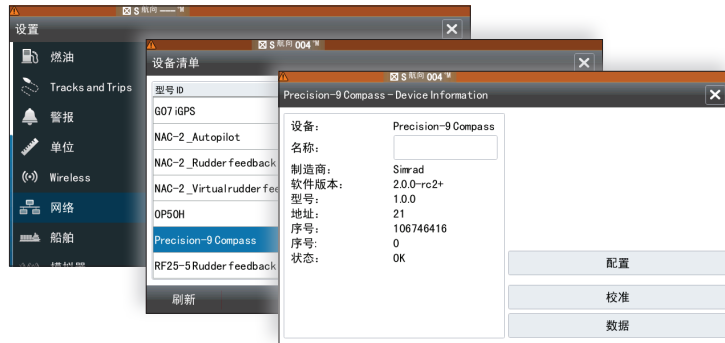 S 航向 --- °M
设置
燃油
Tracks and Trips
警报
单位
Wireless
网络
船舶
S 航向 004 °M
设备清单
型号 ID
GO7 iGPS
NAC-2_Autopilot
NAC-2_Rudder feedback
NAC-2_Virtual rudder fee
OP50H
Precision-9 Compass
RF25-5 Rudder feedback
刷新
S 航向 004 °M
Precision-9 Compass - Device Information
设备: Precision-9 Compass
名称:
制造商: Simrad
软件版本: 2.0.0-rc2+
型号: 1.0.0
地址: 21
序号: 106746416
序号: 0
状态: OK
配置
校准
数据